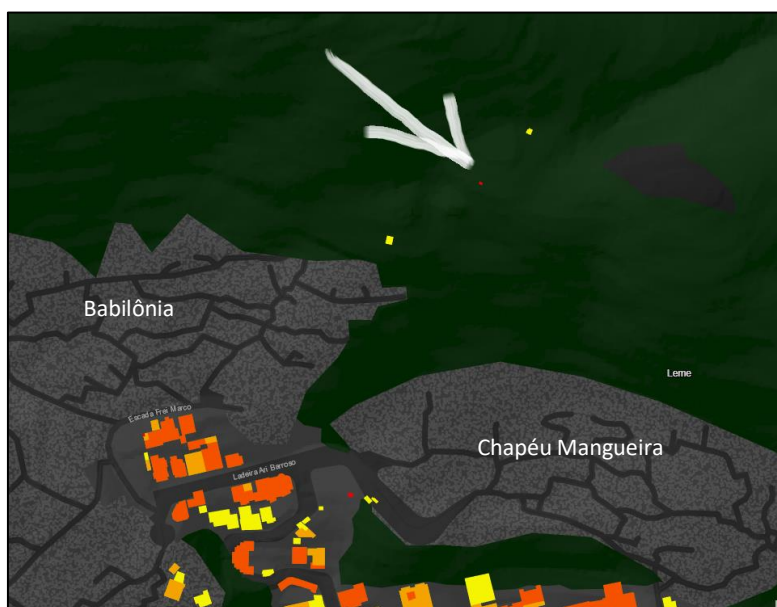 Babilônia
Leme
Escada Frei Marco
Chapéu Mangueira
Ladeira Ari Barroso